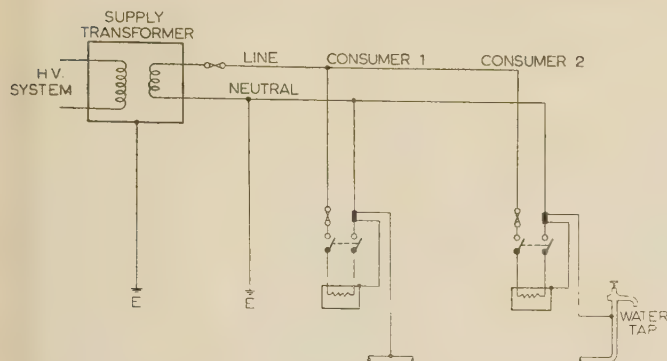 SUPPLY
TRANSFORMER
H.V.
SYSTEM
LINE
CONSUMER 1
CONSUMER 2
NEUTRAL
E
E
WATER
TAP